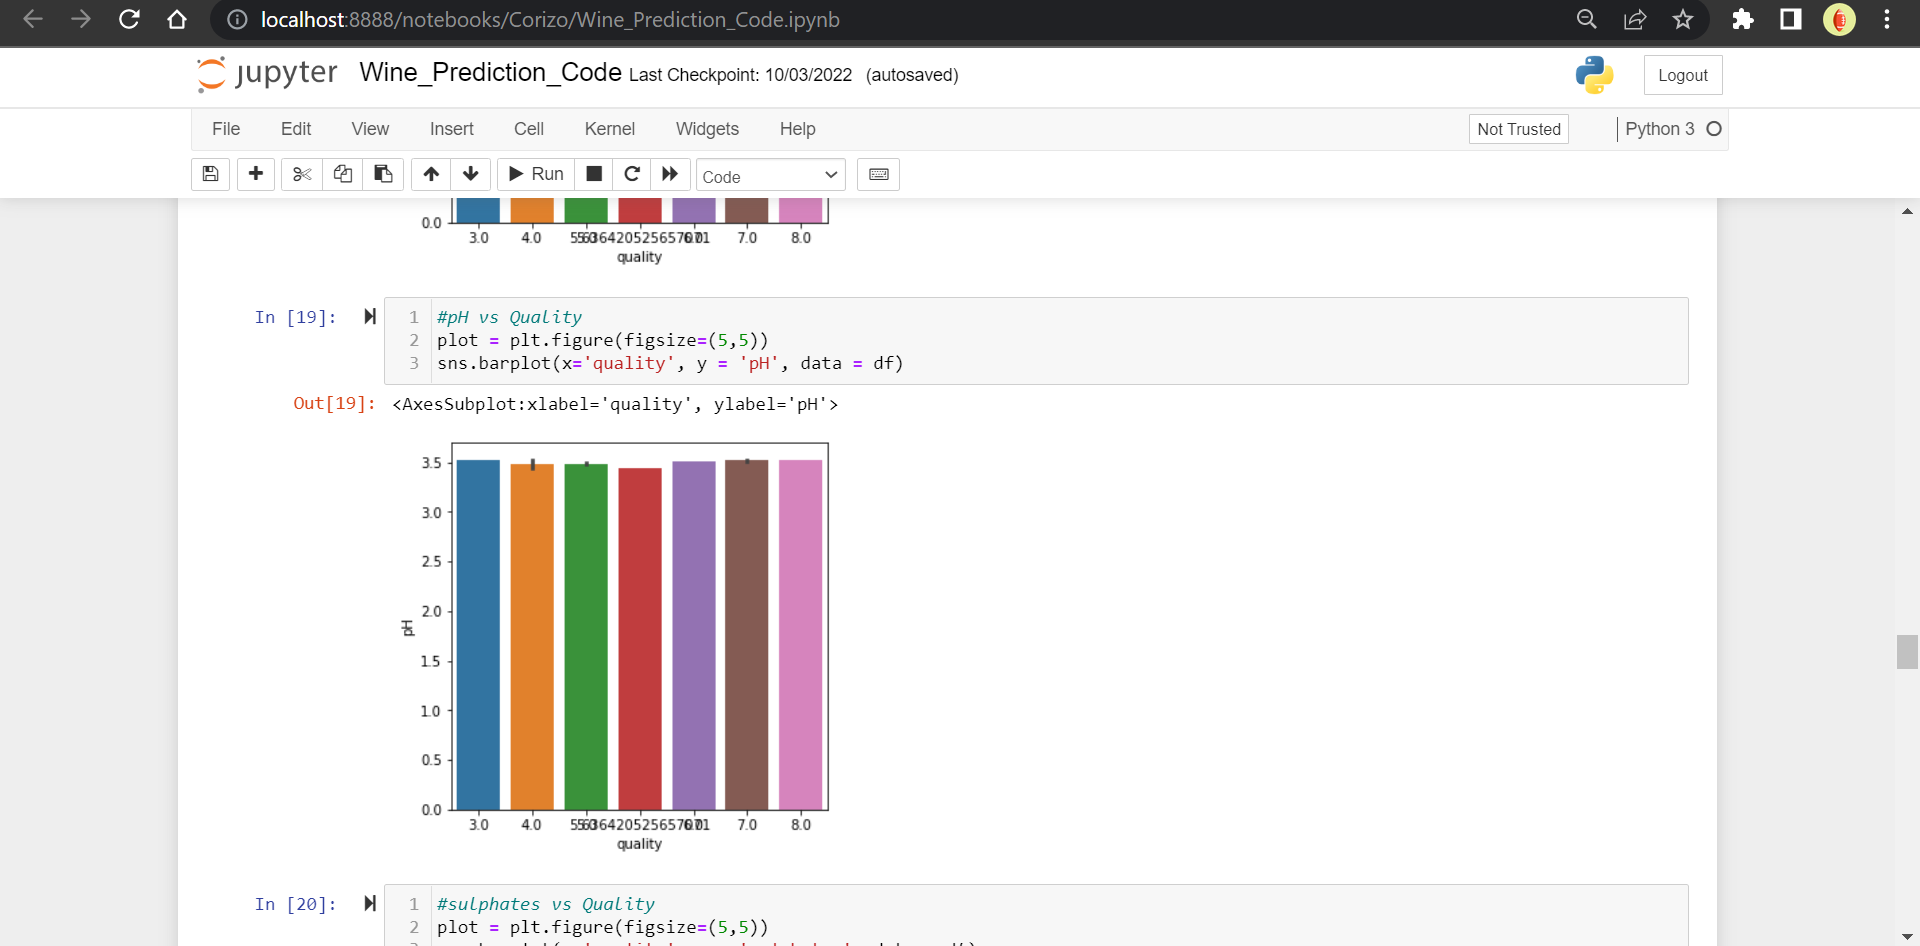 localhost:8888/notebooks/Corizo/Wine_Prediction_Code.ipynb
jupyter Wine_Prediction_Code Last Checkpoint: 10/03/2022 (autosaved)
Logout
File Edit View Insert Cell Kernel Widgets Help
Not Trusted
Python 3
Run
Code
0.0
3.0 4.0 7.0 8.0
quality
In [19]:
1 #pH vs Quality
2 plot = plt.figure(figsize=(5,5))
3 sns.barplot(x='quality', y = 'pH', data = df)
Out[19]: <AxesSubplot:xlabel='quality', ylabel='pH'>
3.5
3.0
2.5
2.0
pH
1.5
1.0
0.5
0.0
3.0 4.0 7.0 8.0
quality
In [20]:
1 #sulphates vs Quality
2 plot = plt.figure(figsize=(5,5))